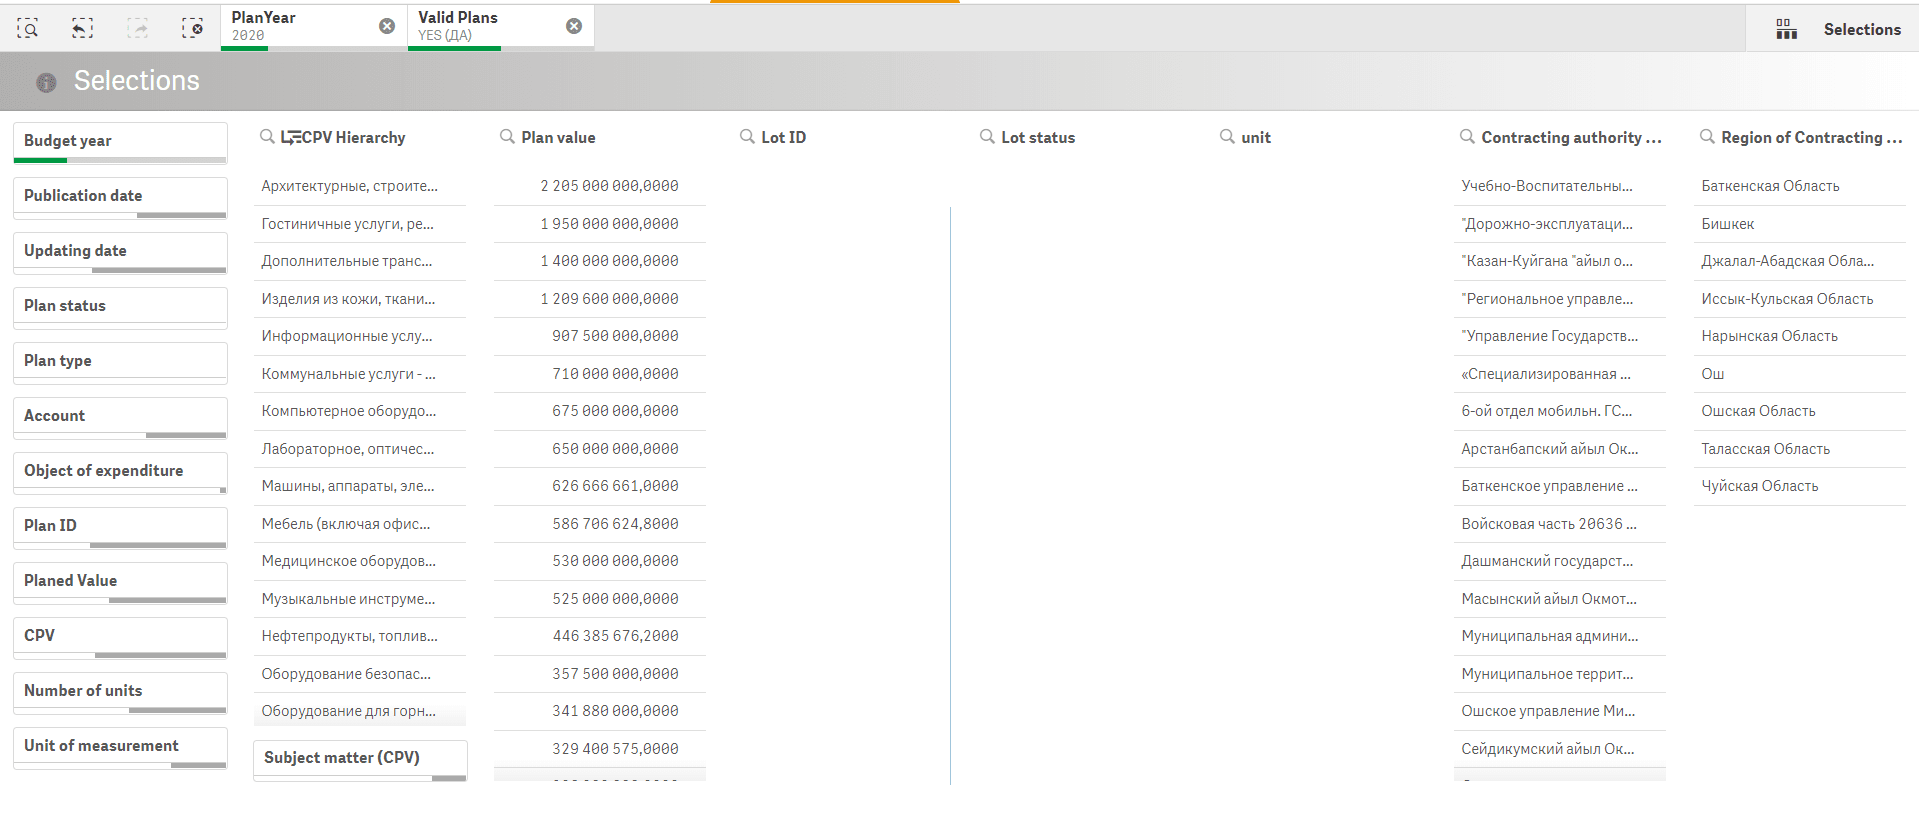 PlanYear
2020
Valid Plans
YES (ДА)
Selections
Selections
Budget year
Publication date
Updating date
Plan status
Plan type
Account
Object of expenditure
Plan ID
Planed Value
CPV
Number of units
Unit of measurement
CPV Hierarchy
Архитектурные, строите...
Гостиничные услуги, ре...
Дополнительные транс...
Изделия из кожи, ткани...
Информационные услу...
Коммунальные услуги - ...
Компьютерное оборудо...
Лабораторное, оптичес...
Машины, аппараты, эле...
Мебель (включая офис...
Медицинское оборудов...
Музыкальные инструме...
Нефтепродукты, топлив...
Оборудование безопас...
Оборудование для горн...
Subject matter (CPV)
Plan value
2 205 000 000,0000
1 950 000 000,0000
1 400 000 000,0000
1 209 600 000,0000
907 500 000,0000
710 000 000,0000
675 000 000,0000
650 000 000,0000
626 666 661,0000
586 706 624,8000
530 000 000,0000
525 000 000,0000
446 385 676,2000
357 500 000,0000
341 880 000,0000
329 400 575,0000
Lot ID
Lot status
unit
Contracting authority ...
Учебно-Воспитательны...
"Дорожно-эксплуатаци...
"Казан-Куйгана "айыл о...
"Региональное управле...
"Управление Государств...
«Специализированная ...
6-ой отдел мобильн. ГС...
Арстанбапский айыл Ок...
Баткенское управление ...
Войсковая часть 20636 ...
Дашманский государст...
Масынский айыл Окмот...
Муниципальная админи...
Муниципальное террит...
Ошское управление Ми...
Сейдикумский айыл Ок...
Region of Contracting ...
Баткенская Область
Бишкек
Джалал-Абадская Обла...
Иссык-Кульская Область
Нарынская Область
Ош
Ошская Область
Таласская Область
Чуйская Область